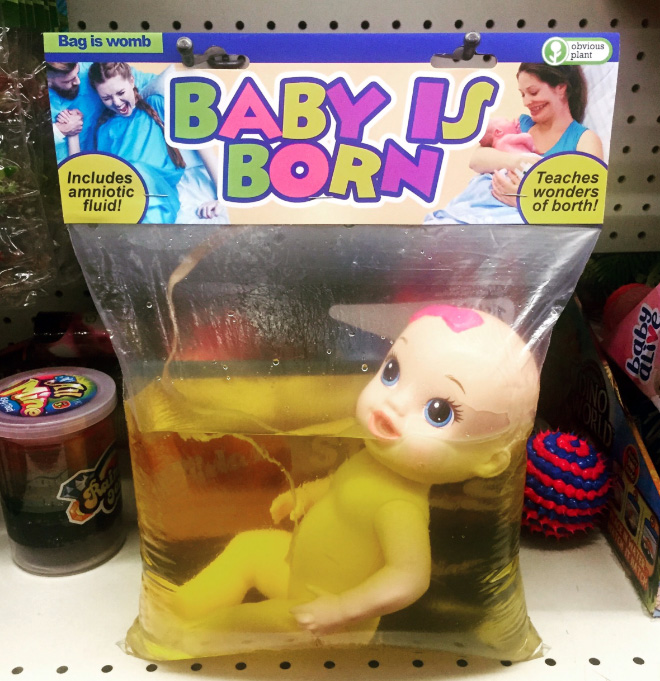 Bag is womb
obvious
plant
BABY IS
BORN
Includes
amniotic
fluid!
Teaches
wonders
of borth!
baby
alive